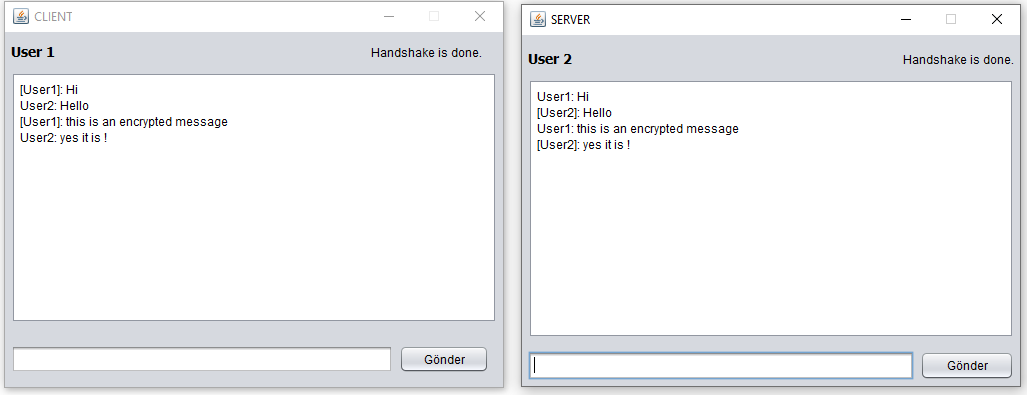 CLIENT
User 1
Handshake is done.
[User1]: Hi
User2: Hello
[User1]: this is an encrypted message
User2: yes it is !
Gönder
SERVER
User 2
Handshake is done.
User1: Hi
[User2]: Hello
User1: this is an encrypted message
[User2]: yes it is !
Gönder